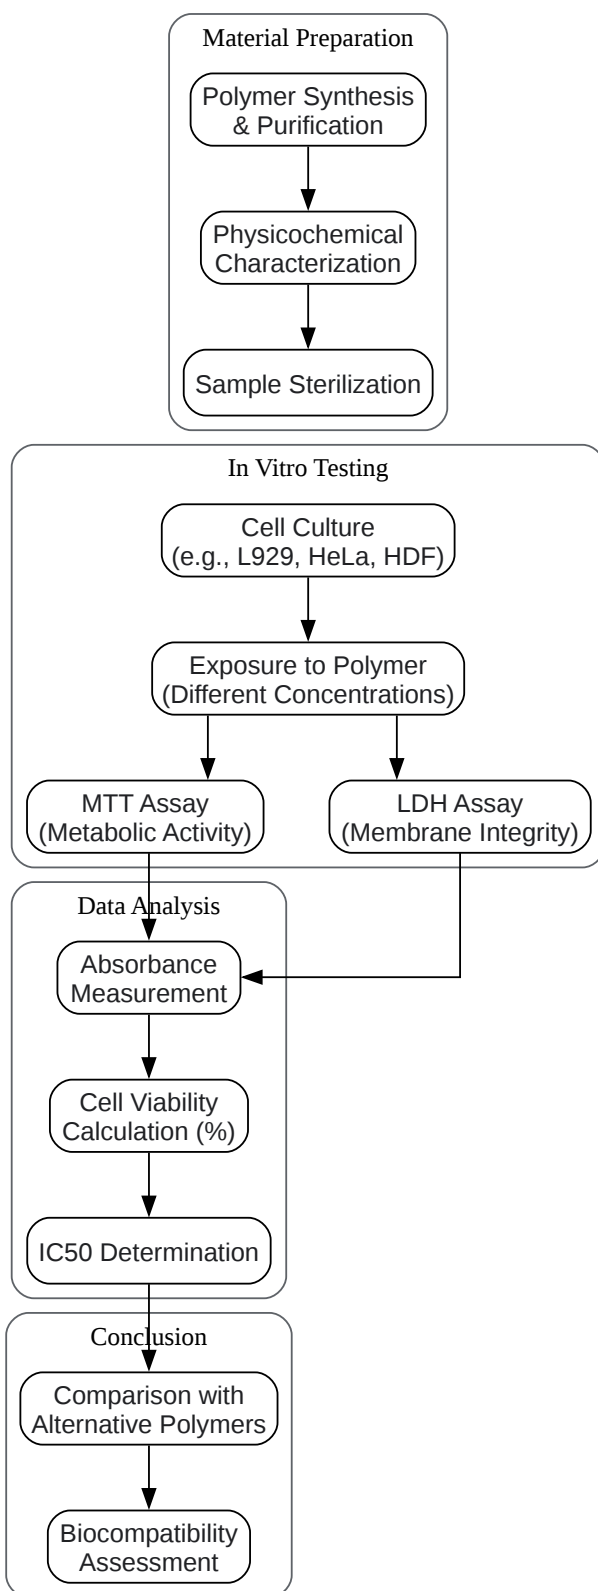 Material Preparation
Polymer Synthesis
& Purification
Physicochemical
Characterization
Sample Sterilization
In Vitro Testing
Cell Culture
(e.g., L929, HeLa, HDF)
Exposure to Polymer
(Different Concentrations)
MTT Assay
(Metabolic Activity)
LDH Assay
(Membrane Integrity)
Data Analysis
Absorbance
Measurement
Cell Viability
Calculation (%)
IC50 Determination
Conclusion
Comparison with
Alternative Polymers
Biocompatibility
Assessment